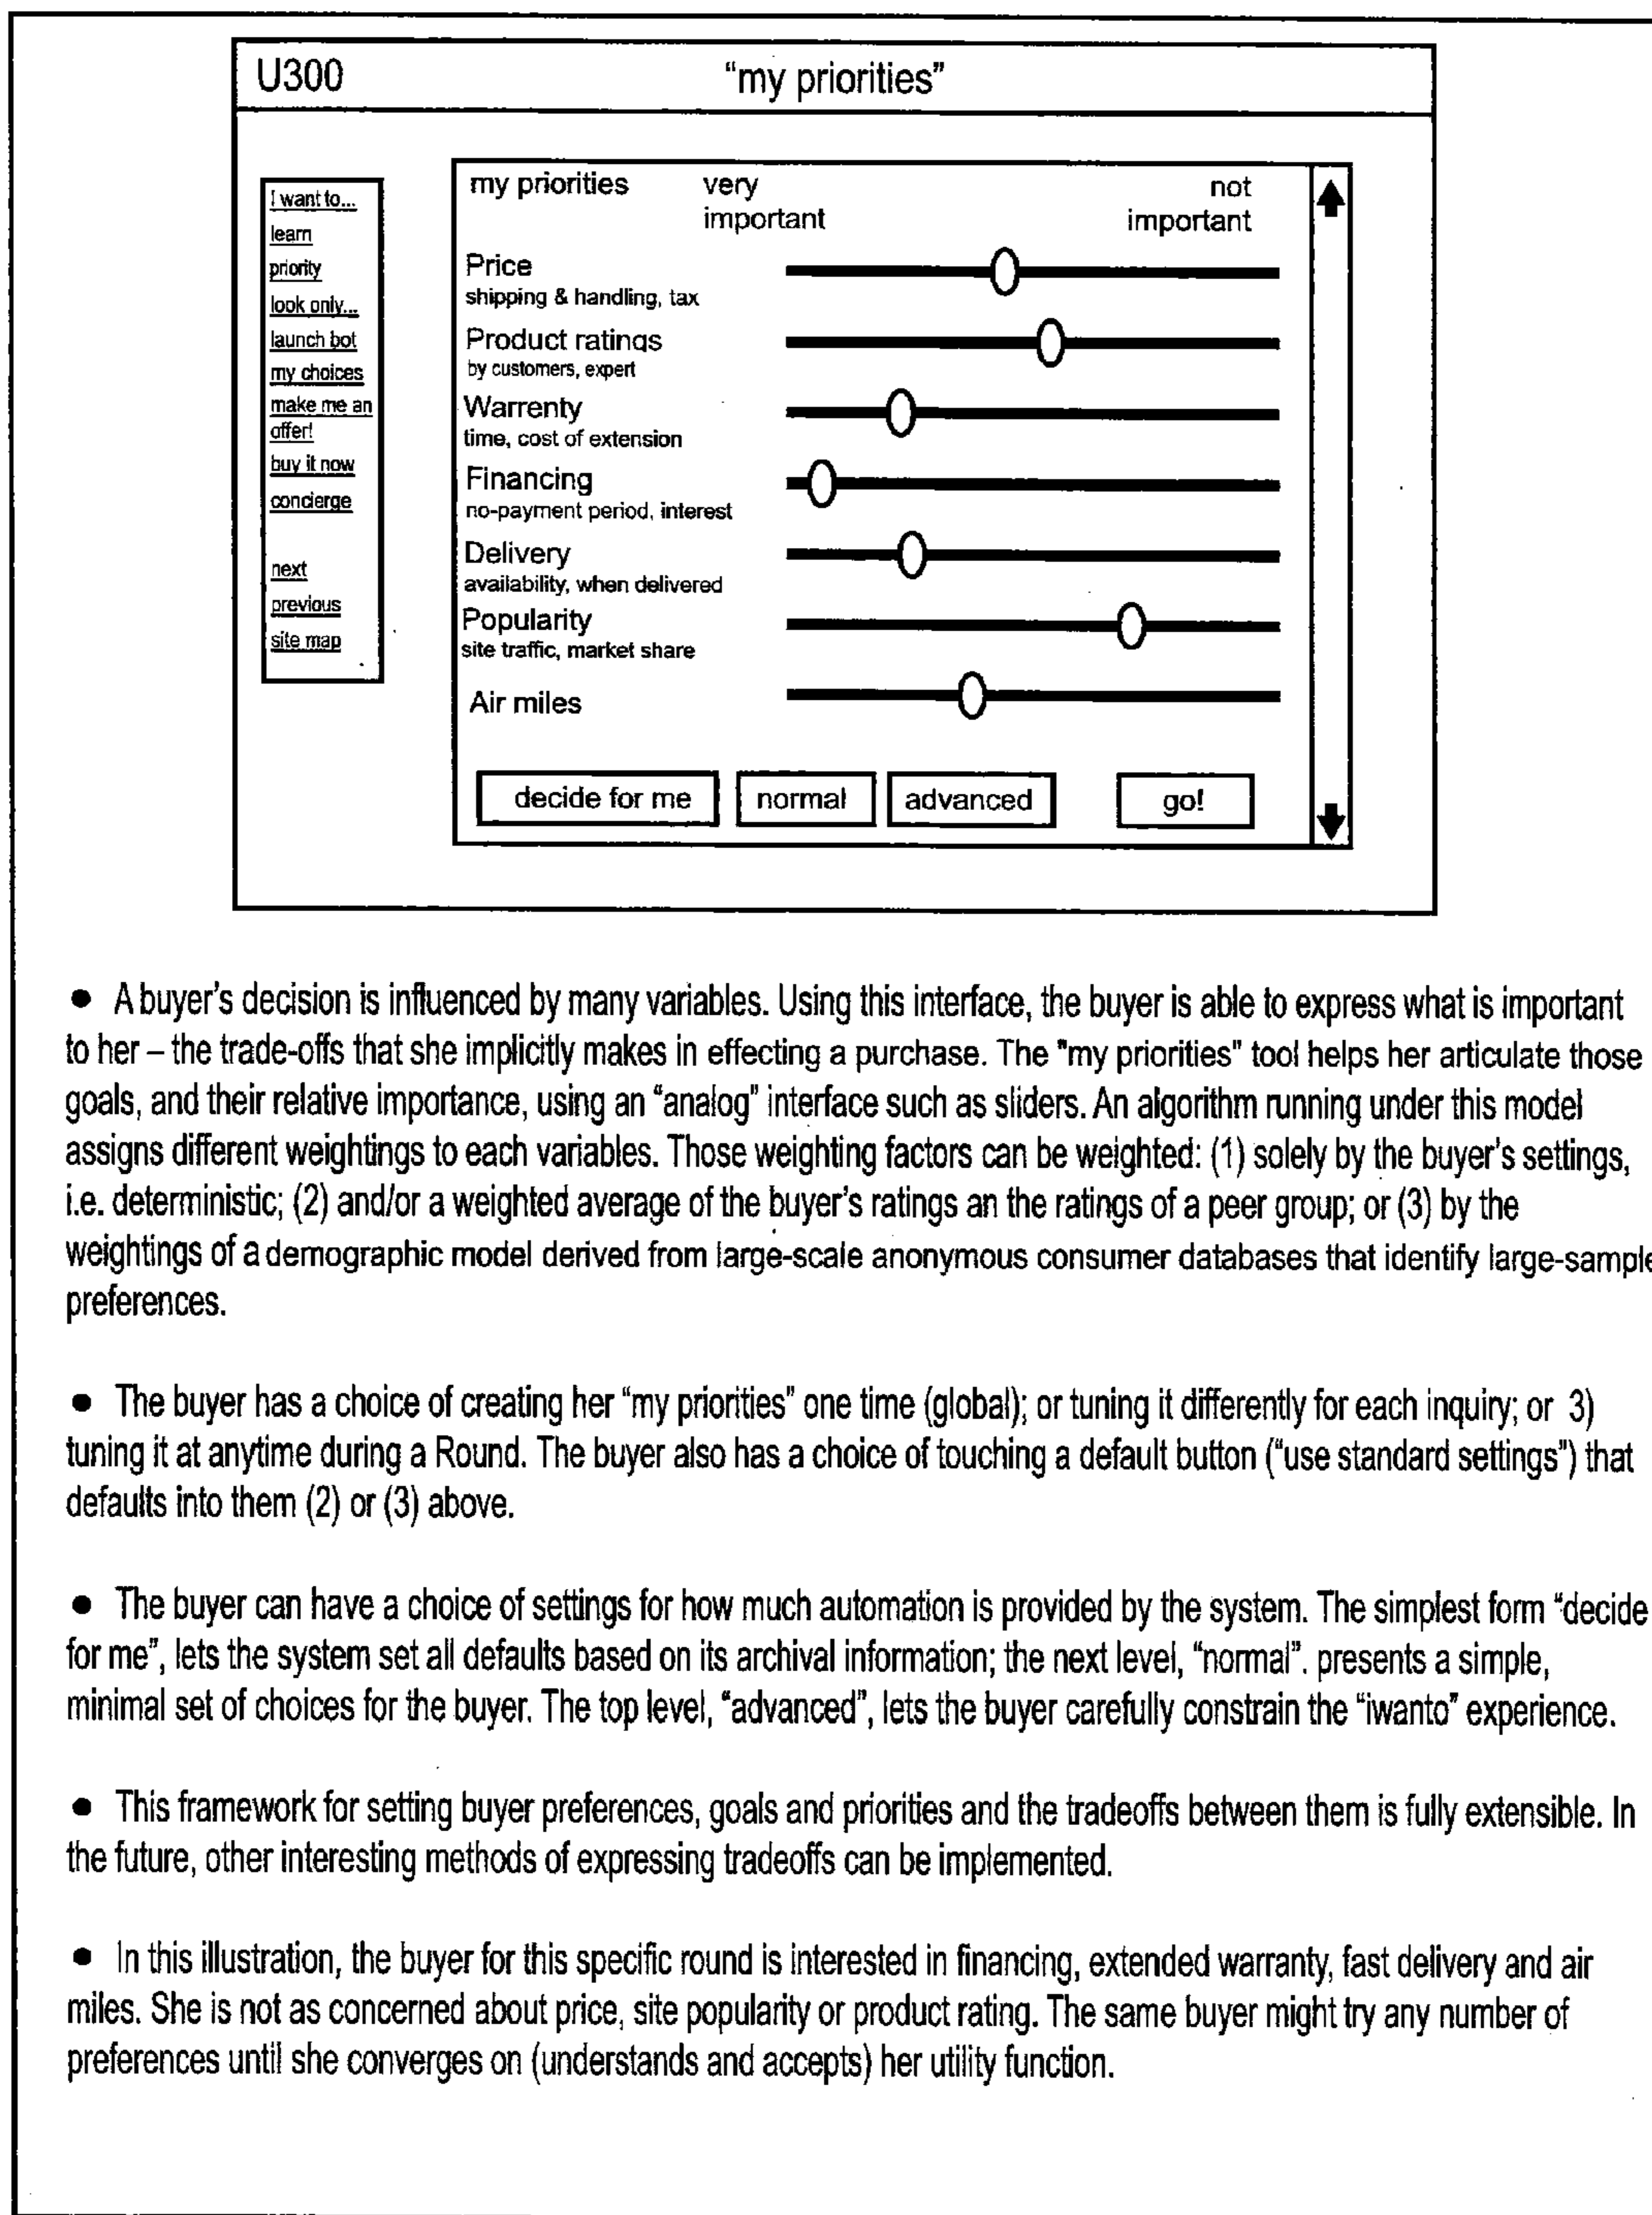 U300
“my priorities”
I want to...
learn
priority
look only...
launch bot
my choices
make me an
offer!
buy it now
concierge
next
previous
site map
my priorities
very
important
not
important
Price
shipping & handling, tax
Product ratings
by customers, expert
Warrenty
time, cost of extension
Financing
no-payment period, interest
Delivery
availability, when delivered
Popularity
site traffic, market share
Air miles
decide for me
normal
advanced
go!
● A buyer's decision is influenced by many variables. Using this interface, the buyer is able to express what is important
to her – the trade-offs that she implicitly makes in effecting a purchase. The "my priorities" tool helps her articulate those
goals, and their relative importance, using an “analog” interface such as sliders. An algorithm running under this model
assigns different weightings to each variables. Those weighting factors can be weighted: (1) solely by the buyer's settings,
i.e. deterministic; (2) and/or a weighted average of the buyer's ratings an the ratings of a peer group; or (3) by the
weightings of a demographic model derived from large-scale anonymous consumer databases that identify large-sample
preferences.
● The buyer has a choice of creating her “my priorities” one time (global); or tuning it differently for each inquiry; or 3)
tuning it at anytime during a Round. The buyer also has a choice of touching a default button (“use standard settings”) that
defaults into them (2) or (3) above.
● The buyer can have a choice of settings for how much automation is provided by the system. The simplest form “decide
for me”, lets the system set all defaults based on its archival information; the next level, “normal”. presents a simple,
minimal set of choices for the buyer. The top level, “advanced”, lets the buyer carefully constrain the “iwanto” experience.
● This framework for setting buyer preferences, goals and priorities and the tradeoffs between them is fully extensible. In
the future, other interesting methods of expressing tradeoffs can be implemented.
● In this illustration, the buyer for this specific round is interested in financing, extended warranty, fast delivery and air
miles. She is not as concerned about price, site popularity or product rating. The same buyer might try any number of
preferences until she converges on (understands and accepts) her utility function.